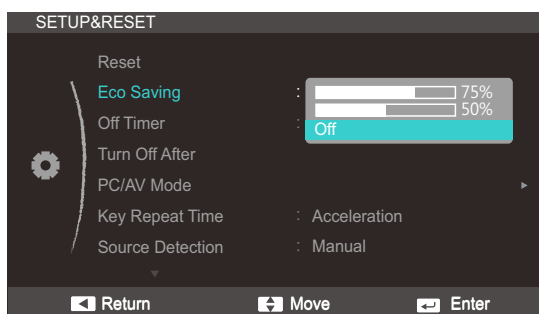 SETUP&RESET
Reset
Eco Saving : 75%
50%
Off Timer : Off
Turn Off After
PC/AV Mode
Key Repeat Time : Acceleration
Source Detection : Manual
Return Move Enter